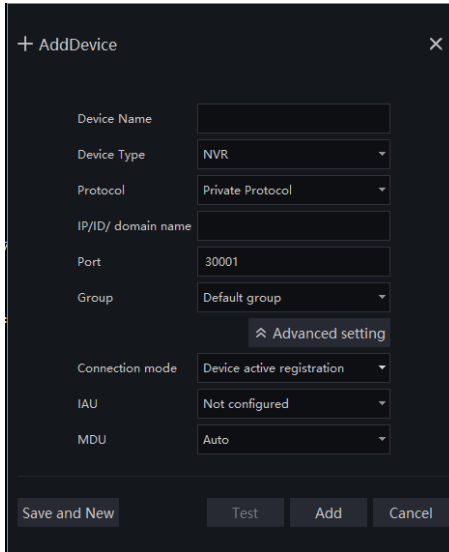 AddDevice
Device Name
Device Type NVR
Protocol Private Protocol
IP/ID/ domain name
Port 30001
Group Default group
Advanced setting
Connection mode Device active registration
IAU Not configured
MDU Auto
Save and New Test Add Cancel